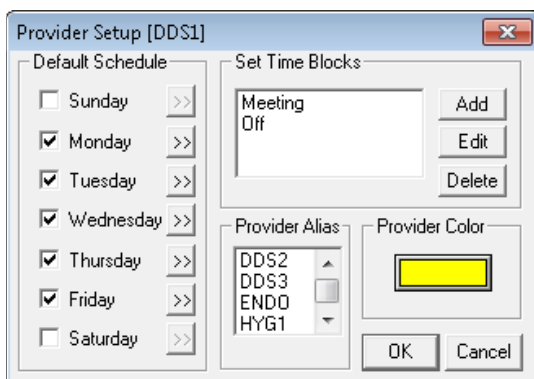 Provider Setup [DDS1]
Default Schedule
Sunday >>
Monday >>
Tuesday >>
Wednesday >>
Thursday >>
Friday >>
Saturday >>
Set Time Blocks
Meeting
Off
Add
Edit
Delete
Provider Alias
DDS2
DDS3
ENDO
HYG1
Provider Color
OK
Cancel